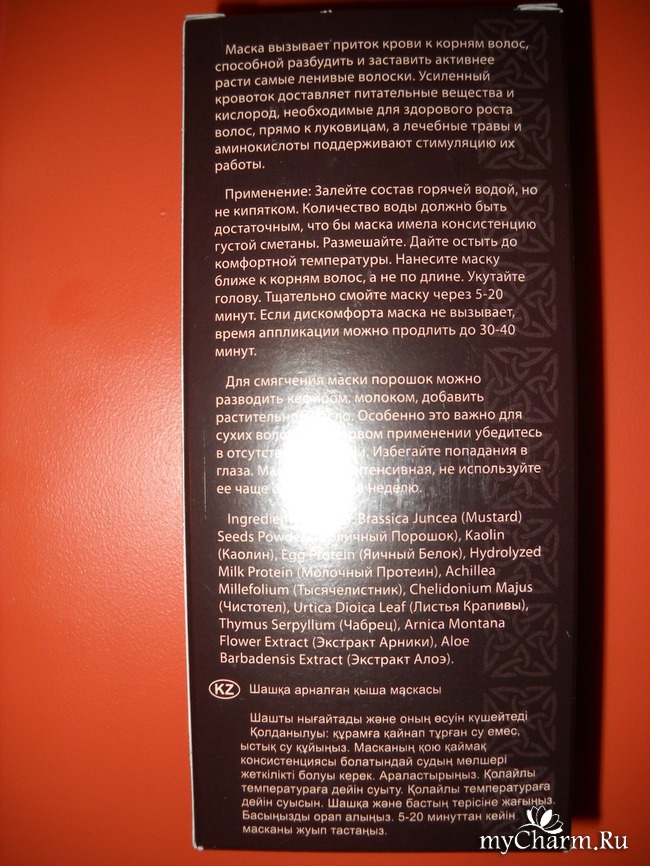 Маска вызывает приток крови к корням волос,
способной разбудить и заставить активнее
расти самые ленивые волоски. Усиленный
кровоток доставляет питательные вещества и
кислород, необходимые для здорового роста
волос, прямо к луковицам, а лечебные травы и
аминокислоты поддерживают стимуляцию их
работы.
Применение: Залейте состав горячей водой, но
не кипятком. Количество воды должно быть
достаточным, что бы маска имела консистенцию
густой сметаны. Размешайте. Дайте остыть до
комфортной температуры. Нанесите маску
ближе к корням волос, а не по длине. Укутайте
голову. Тщательно смойте маску через 5-20
минут. Если дискомфорта маска не вызывает,
время аппликации можно продлить до 30-40
минут.
Для смягчения маски порошок можно
разводить кефиром, молоком, добавить
растительное масло. Особенно это важно для
сухих применении убедитесь
в Избегайте попадания в
глаза. не используйте
ее чаще неделю.
Brassica Juncea (Mustard)
Seeds Порошок), Kaolin
(Каолин), Egg Protein (Яичный Белок), Hydrolyzed
Milk Protein (Молочный Протеин), Achillea
Millefolium (Тысячелистник), Chelidonium Majus
(Чистотел), Urtica Dioica Leaf (Листья Крапивы),
Thymus Serpyllum (Чабрец), Arnica Montana
Flower Extract (Экстракт Арники), Aloe
Barbadensis Extract (Экстракт Алоэ).
KZ Шашқа арналған қыша маскасы
Шашты нығайтады және оның өсуін күшейтеді
Қолданылуы: құрамға қайнап тұрған су емес,
ыстық су құйыңыз. Масканың қою қаймақ
консистенциясы болатындай судың мөлшері
жеткілікті болуы керек. Араластырыңыз. Қолайлы
температураға дейін суыту. Қолайлы температураға
дейін суысын. Шашқа және бастың терісіне жағыңыз.
Басыңызды орап алыңыз. 5-20 минуттан кейін
масканы жуып тастаңыз.
myCharm.Ru